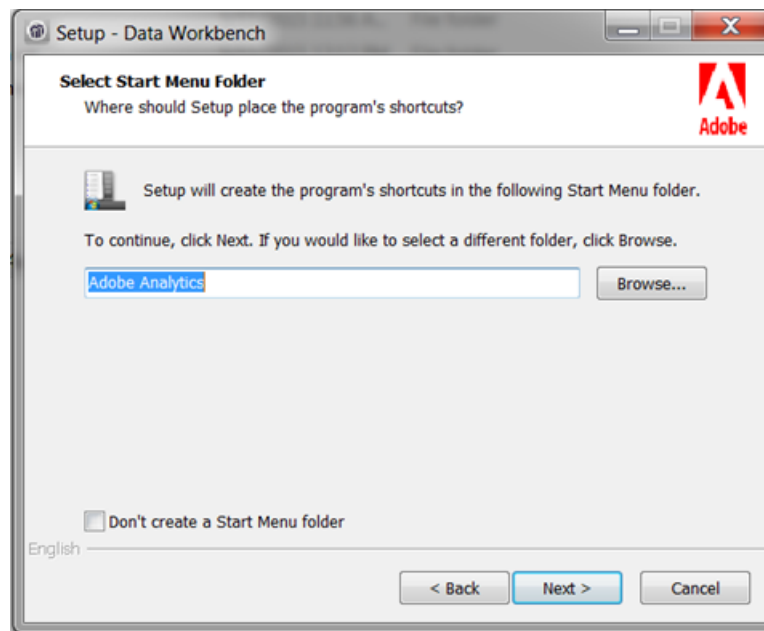 Setup - Data Workbench
Select Start Menu Folder
Where should Setup place the program's shortcuts?
Adobe
Setup will create the program's shortcuts in the following Start Menu folder.
To continue, click Next. If you would like to select a different folder, click Browse.
Adobe Analytics
Browse...
Don't create a Start Menu folder
English
< Back
Next >
Cancel